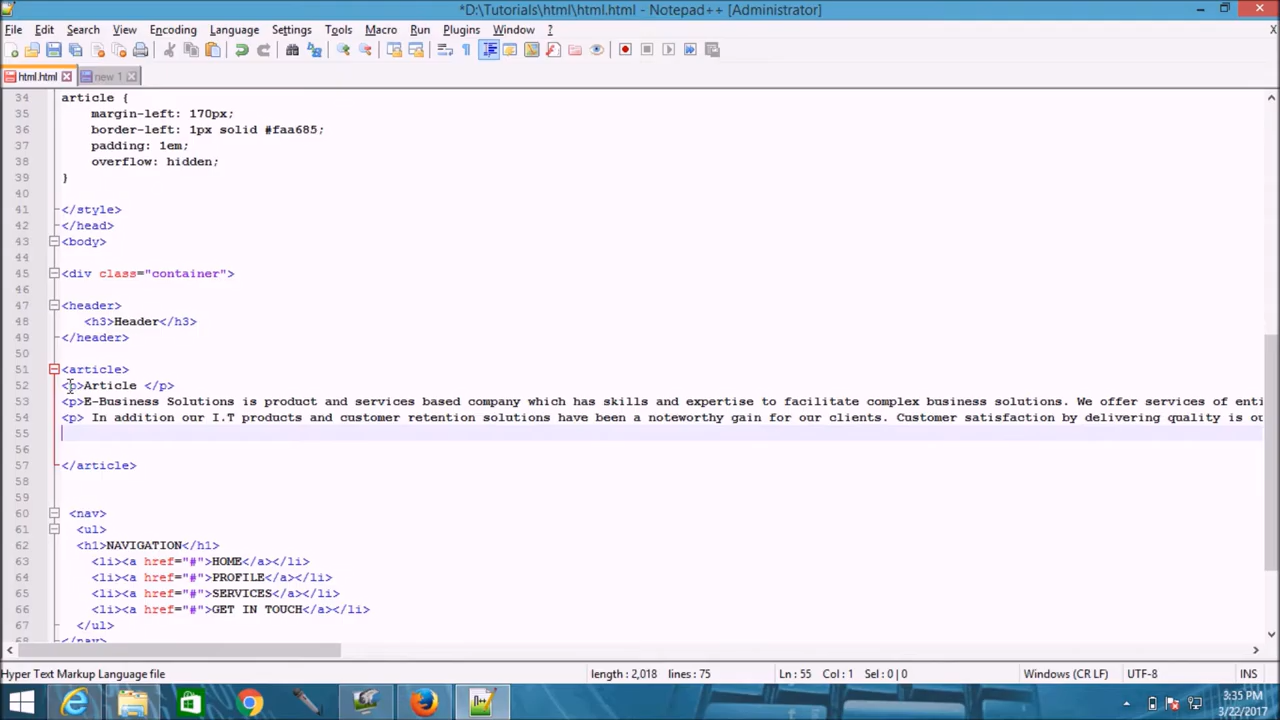 *D:\Tutorials\html\html.html - Notepad++ [Administrator]
File Edit Search View Encoding Language Settings Tools Macro Run Plugins Window ? X
html.html new 1
34 article {
35 margin-left: 170px;
36 border-left: 1px solid #faa685;
37 padding: 1em;
38 overflow: hidden;
39 }
40
41 </style>
42 </head>
43 <body>
44
45 <div class="container">
46
47 <header>
48 <h3>Header</h3>
49 </header>
50
51 <article>
52 <p>Article </p>
53 <p>E-Business Solutions is product and services based company which has skills and expertise to facilitate complex business solutions. We offer services of enti
54 <p> In addition our I.T products and customer retention solutions have been a noteworthy gain for our clients. Customer satisfaction by delivering quality is ou
55
56
57 </article>
58
59
60 <nav>
61 <ul>
62 <h1>NAVIGATION</h1>
63 <li><a href="#">HOME</a></li>
64 <li><a href="#">PROFILE</a></li>
65 <li><a href="#">SERVICES</a></li>
66 <li><a href="#">GET IN TOUCH</a></li>
67 </ul>
68 </nav>
Hyper Text Markup Language file length : 2,018 lines : 75 Ln : 55 Col : 1 Sel : 0 | 0 Windows (CR LF) UTF-8 INS
3:35 PM
3/22/2017